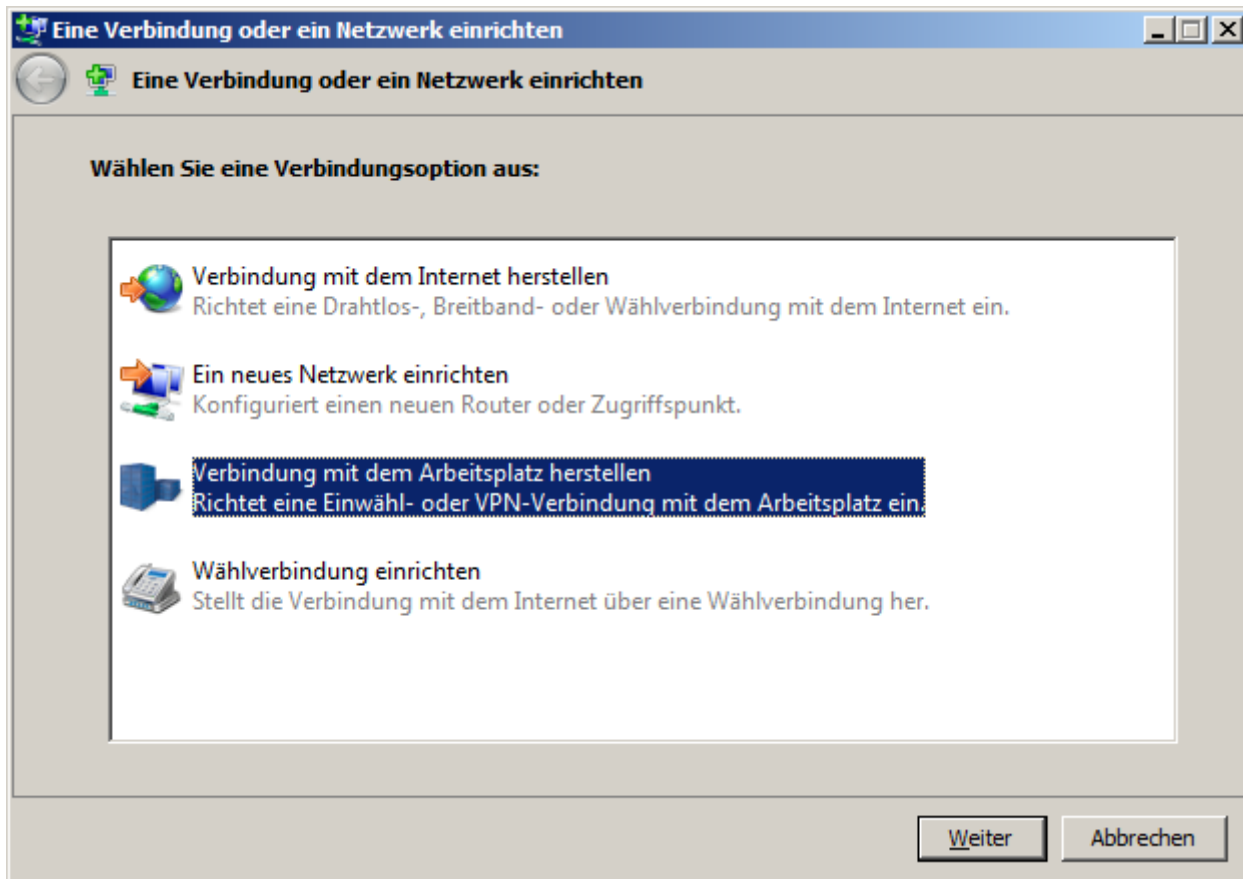 Eine Verbindung oder ein Netzwerk einrichten
Eine Verbindung oder ein Netzwerk einrichten
Wählen Sie eine Verbindungsoption aus:
Verbindung mit dem Internet herstellen
Richtet eine Drahtlos-, Breitband- oder Wählverbindung mit dem Internet ein.
Ein neues Netzwerk einrichten
Konfiguriert einen neuen Router oder Zugriffspunkt.
Verbindung mit dem Arbeitsplatz herstellen
Richtet eine Einwähl- oder VPN-Verbindung mit dem Arbeitsplatz ein.
Wählverbindung einrichten
Stellt die Verbindung mit dem Internet über eine Wählverbindung her.
Weiter Abbrechen